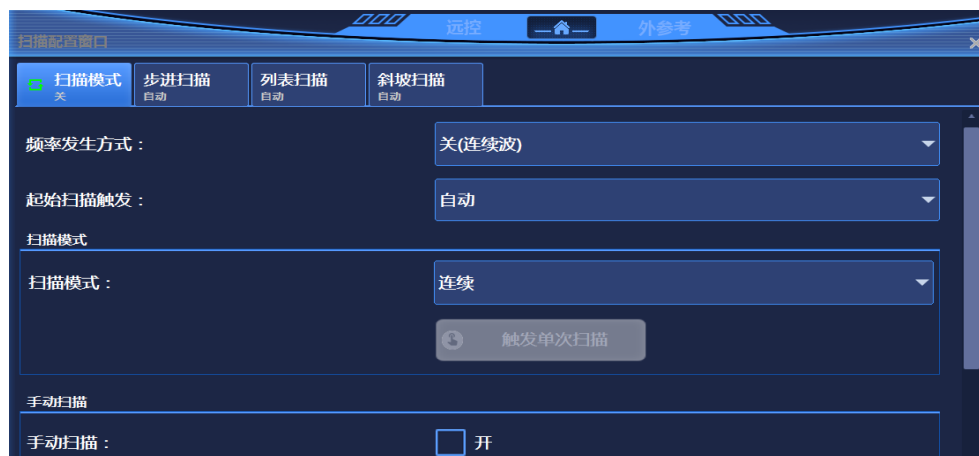 远控 外参考
扫描配置窗口
扫描模式 步进扫描 列表扫描 斜坡扫描
关 自动 自动 自动
频率发生方式： 关(连续波)
起始扫描触发： 自动
扫描模式
扫描模式： 连续
触发单次扫描
手动扫描
手动扫描： 开